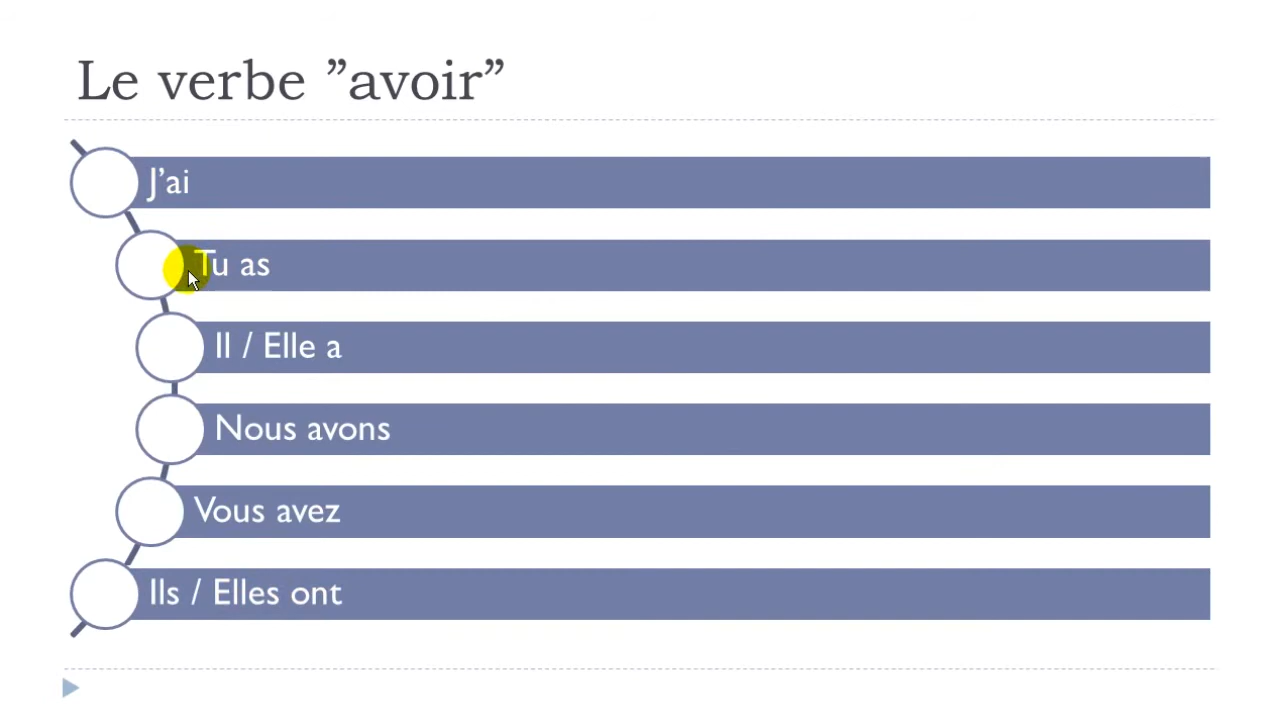 Le verbe ”avoir”
J’ai
Tu as
Il / Elle a
Nous avons
Vous avez
Ils / Elles ont